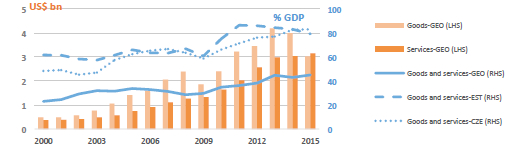 US$ bn
% GDP
5 100
4 80
3 60
2 40
1 20
0 0
2000 2003 2006 2009 2012 2015
Goods-GEO (LHS)
Services-GEO (LHS)
Goods and services-GEO (RHS)
Goods and services-EST (RHS)
Goods and services-CZE (RHS)